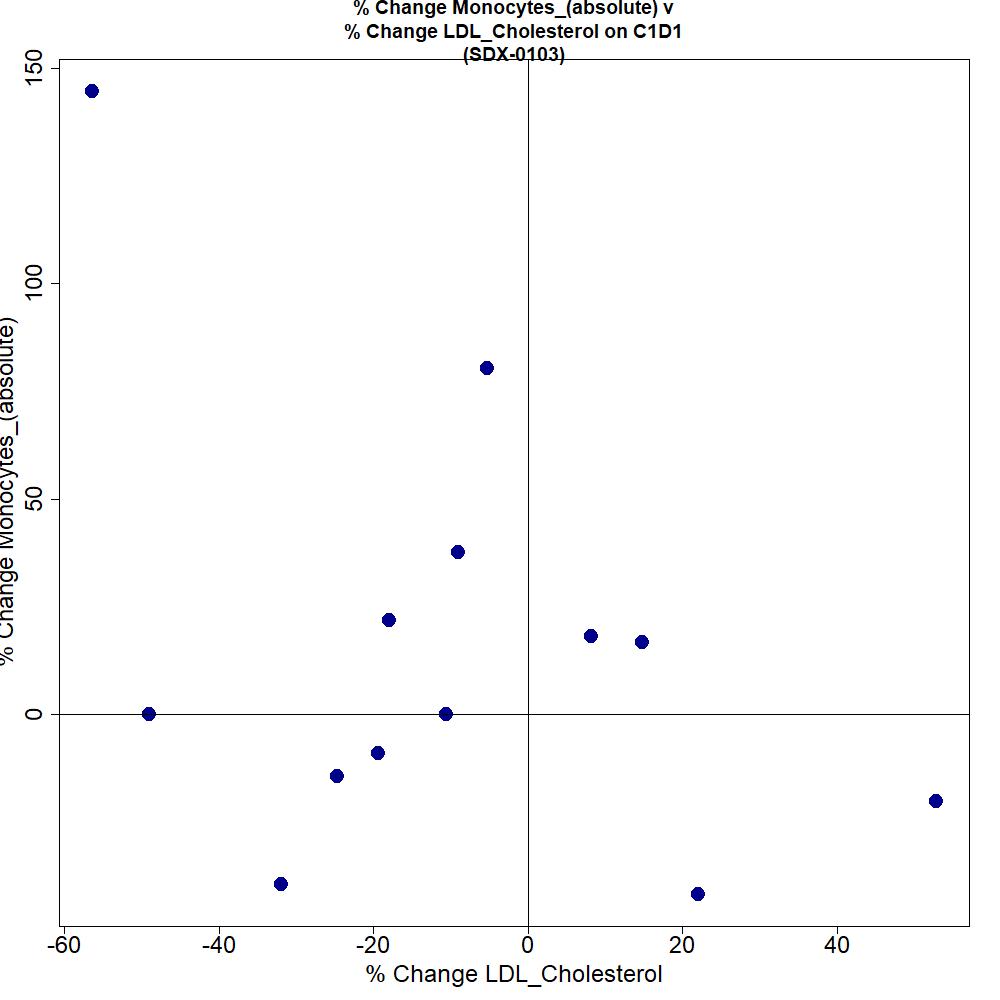 % Change Monocytes_(absolute) v
% Change LDL_Cholesterol on C1D1
(SDX-0103)
150
100
50
0
% Change Monocytes_(absolute)
-60
-40
-20
0
20
40
% Change LDL_Cholesterol